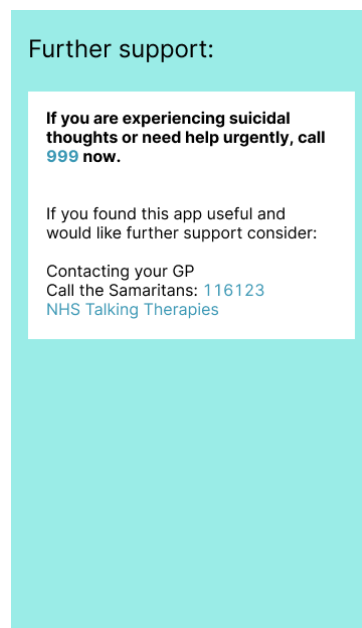 Further support:
If you are experiencing suicidal
thoughts or need help urgently, call
999 now.
If you found this app useful and
would like further support consider:
Contacting your GP
Call the Samaritans: 116123
NHS Talking Therapies